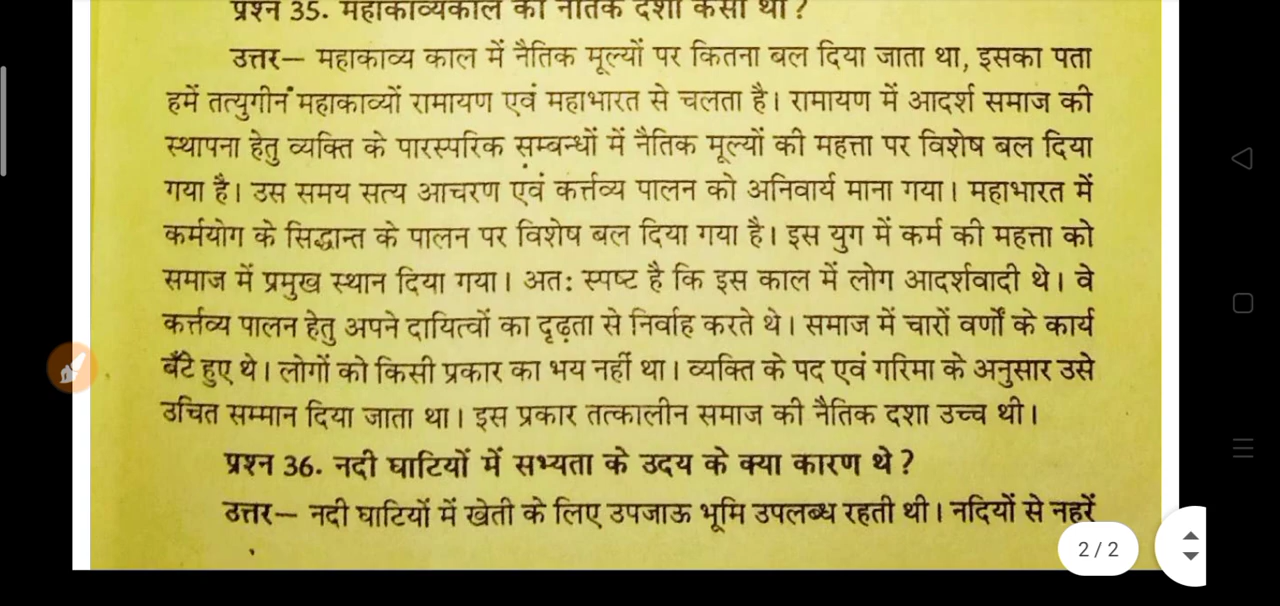 प्रश्न 35. महाकाव्यकाल की नैतिक दशा कैसी थी ?
उत्तर— महाकाव्य काल में नैतिक मूल्यों पर कितना बल दिया जाता था, इसका पता
हमें तत्युगीन महाकाव्यों रामायण एवं महाभारत से चलता है। रामायण में आदर्श समाज की
स्थापना हेतु व्यक्ति के पारस्परिक सम्बन्धों में नैतिक मूल्यों की महत्ता पर विशेष बल दिया
गया है। उस समय सत्य आचरण एवं कर्त्तव्य पालन को अनिवार्य माना गया। महाभारत में
कर्मयोग के सिद्धान्त के पालन पर विशेष बल दिया गया है। इस युग में कर्म की महत्ता को
समाज में प्रमुख स्थान दिया गया। अत: स्पष्ट है कि इस काल में लोग आदर्शवादी थे। वे
कर्त्तव्य पालन हेतु अपने दायित्वों का दृढ़ता से निर्वाह करते थे। समाज में चारों वर्णों के कार्य
बँटे हुए थे। लोगों को किसी प्रकार का भय नहीं था। व्यक्ति के पद एवं गरिमा के अनुसार उसे
उचित सम्मान दिया जाता था। इस प्रकार तत्कालीन समाज की नैतिक दशा उच्च थी।
प्रश्न 36. नदी घाटियों में सभ्यता के उदय के क्या कारण थे ?
उत्तर— नदी घाटियों में खेती के लिए उपजाऊ भूमि उपलब्ध रहती थी। नदियों से नहरें
2 / 2